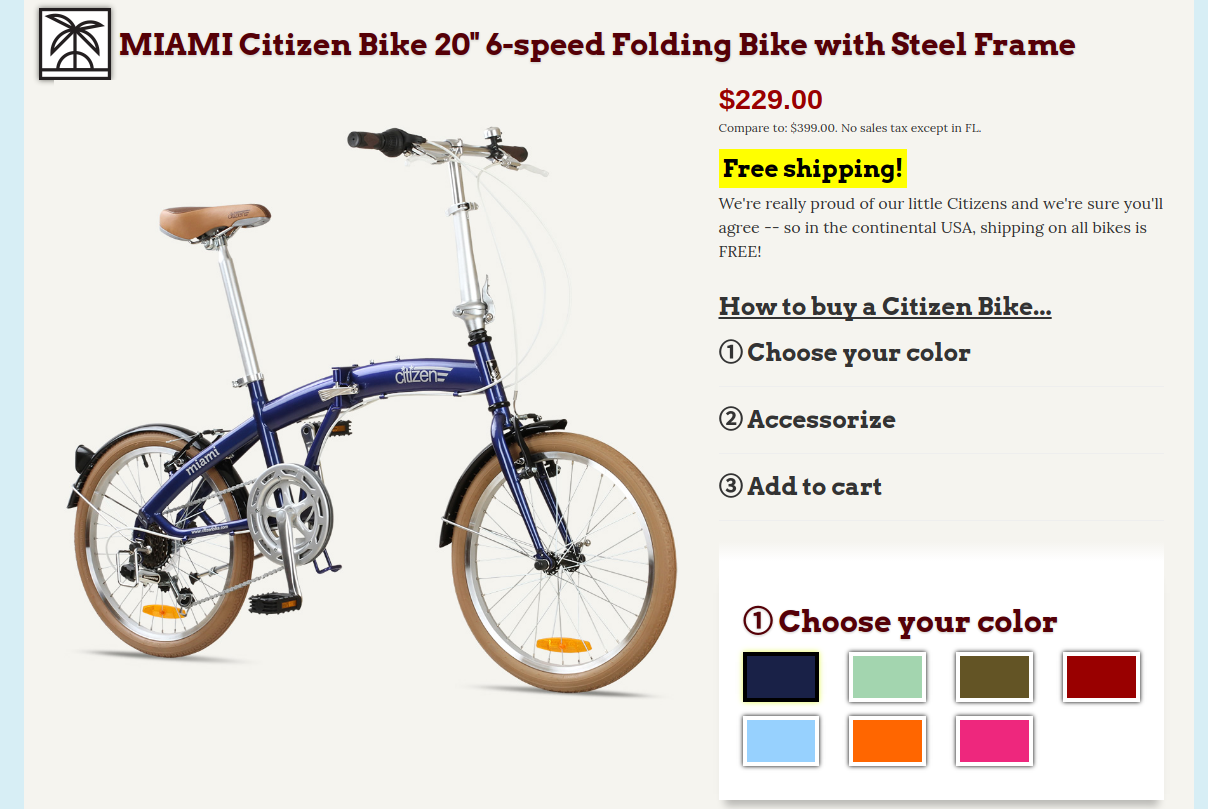 MIAMI Citizen Bike 20" 6-speed Folding Bike with Steel Frame
$229.00
Compare to: $399.00. No sales tax except in FL.
Free shipping!
We're really proud of our little Citizens and we're sure you'll
agree -- so in the continental USA, shipping on all bikes is
FREE!
How to buy a Citizen Bike...
① Choose your color
② Accessorize
③ Add to cart
① Choose your color
citizen
miami